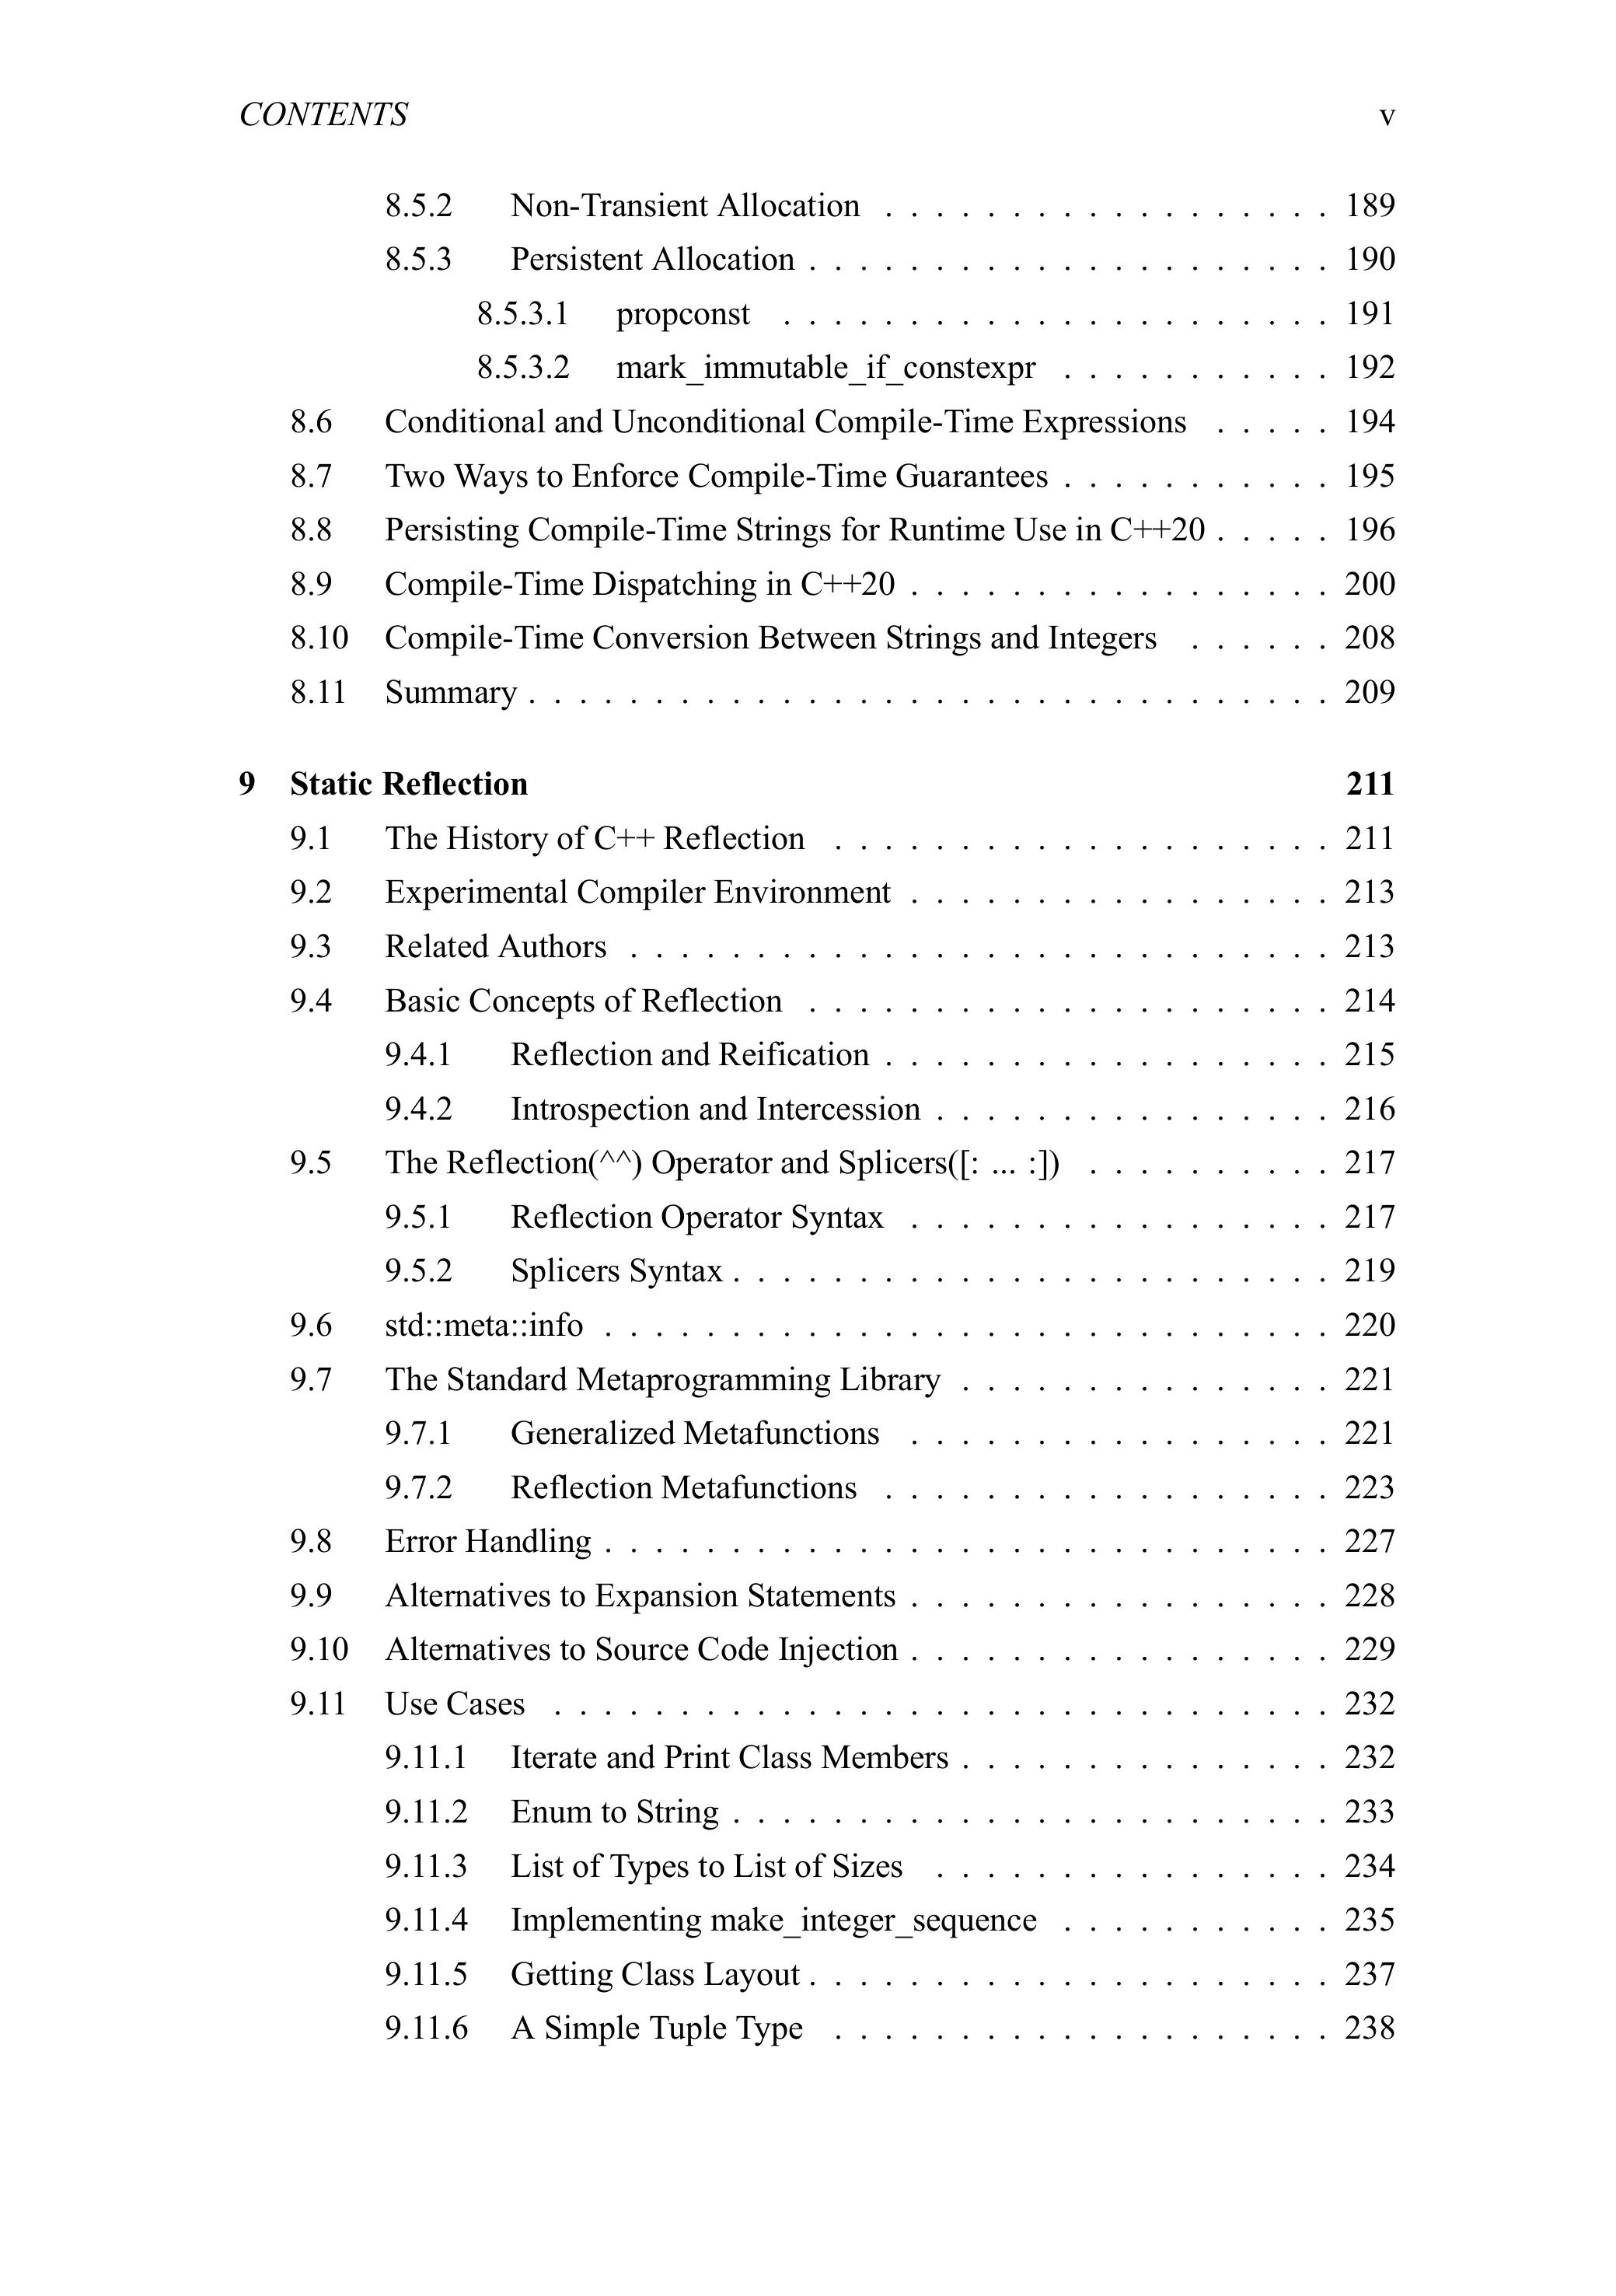 CONTENTS v
8.5.2 Non-Transient Allocation . . . . . . . . . . . . . . . . . . 189
8.5.3 Persistent Allocation . . . . . . . . . . . . . . . . . . . . . 190
8.5.3.1 propconst . . . . . . . . . . . . . . . . . . . . . . 191
8.5.3.2 mark_immutable_if_constexpr . . . . . . . . . . . 192
8.6 Conditional and Unconditional Compile-Time Expressions . . . . . 194
8.7 Two Ways to Enforce Compile-Time Guarantees . . . . . . . . . . . 195
8.8 Persisting Compile-Time Strings for Runtime Use in C++20 . . . . . 196
8.9 Compile-Time Dispatching in C++20 . . . . . . . . . . . . . . . . . 200
8.10 Compile-Time Conversion Between Strings and Integers . . . . . . 208
8.11 Summary . . . . . . . . . . . . . . . . . . . . . . . . . . . . . . . . 209
9 Static Reflection 211
9.1 The History of C++ Reflection . . . . . . . . . . . . . . . . . . . . 211
9.2 Experimental Compiler Environment . . . . . . . . . . . . . . . . . 213
9.3 Related Authors . . . . . . . . . . . . . . . . . . . . . . . . . . . . 213
9.4 Basic Concepts of Reflection . . . . . . . . . . . . . . . . . . . . . 214
9.4.1 Reflection and Reification . . . . . . . . . . . . . . . . . . 215
9.4.2 Introspection and Intercession . . . . . . . . . . . . . . . . 216
9.5 The Reflection(^^) Operator and Splicers([: ... :]) . . . . . . . . . . 217
9.5.1 Reflection Operator Syntax . . . . . . . . . . . . . . . . . 217
9.5.2 Splicers Syntax . . . . . . . . . . . . . . . . . . . . . . . . 219
9.6 std::meta::info . . . . . . . . . . . . . . . . . . . . . . . . . . . . . 220
9.7 The Standard Metaprogramming Library . . . . . . . . . . . . . . . 221
9.7.1 Generalized Metafunctions . . . . . . . . . . . . . . . . . 221
9.7.2 Reflection Metafunctions . . . . . . . . . . . . . . . . . . 223
9.8 Error Handling . . . . . . . . . . . . . . . . . . . . . . . . . . . . . 227
9.9 Alternatives to Expansion Statements . . . . . . . . . . . . . . . . . 228
9.10 Alternatives to Source Code Injection . . . . . . . . . . . . . . . . . 229
9.11 Use Cases . . . . . . . . . . . . . . . . . . . . . . . . . . . . . . . 232
9.11.1 Iterate and Print Class Members . . . . . . . . . . . . . . . 232
9.11.2 Enum to String . . . . . . . . . . . . . . . . . . . . . . . . 233
9.11.3 List of Types to List of Sizes . . . . . . . . . . . . . . . . 234
9.11.4 Implementing make_integer_sequence . . . . . . . . . . . 235
9.11.5 Getting Class Layout . . . . . . . . . . . . . . . . . . . . . 237
9.11.6 A Simple Tuple Type . . . . . . . . . . . . . . . . . . . . 238